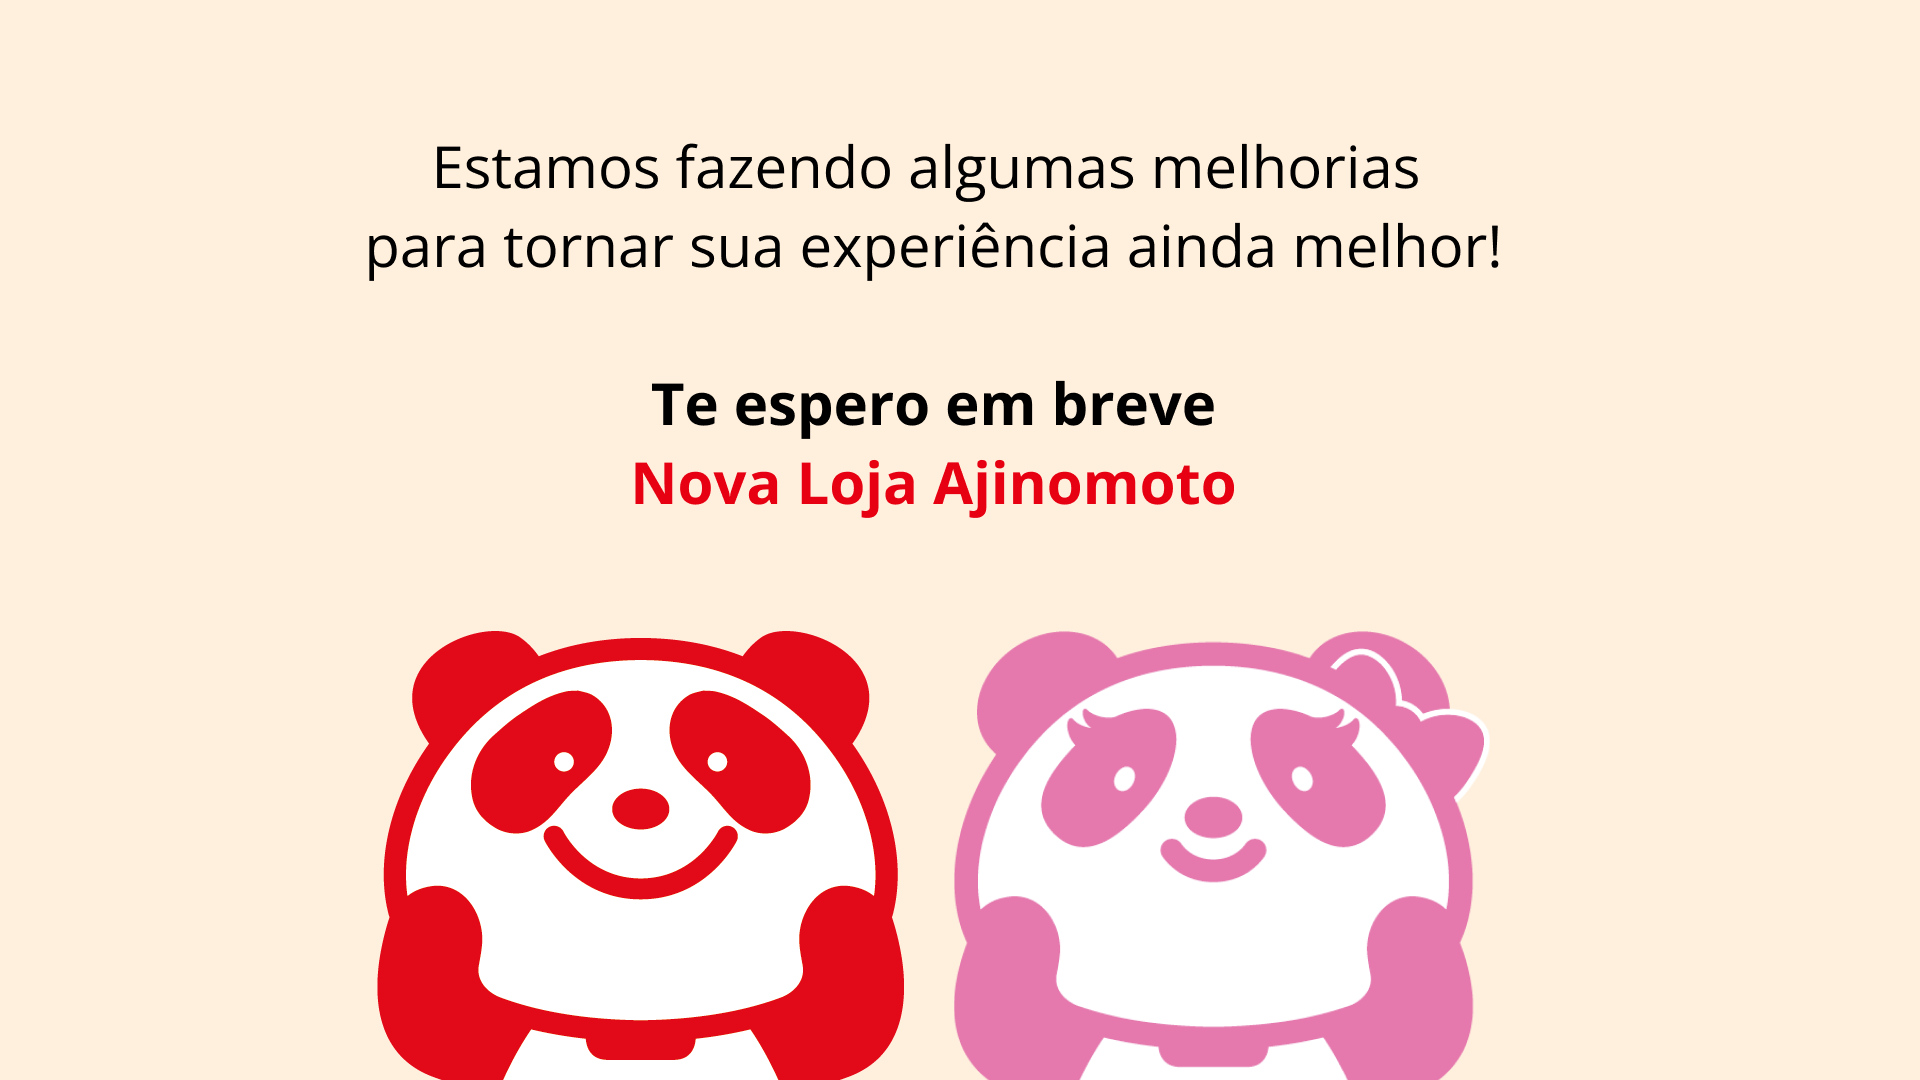 Estamos fazendo algumas melhorias
para tornar sua experiência ainda melhor!
Te espero em breve
Nova Loja Ajinomoto